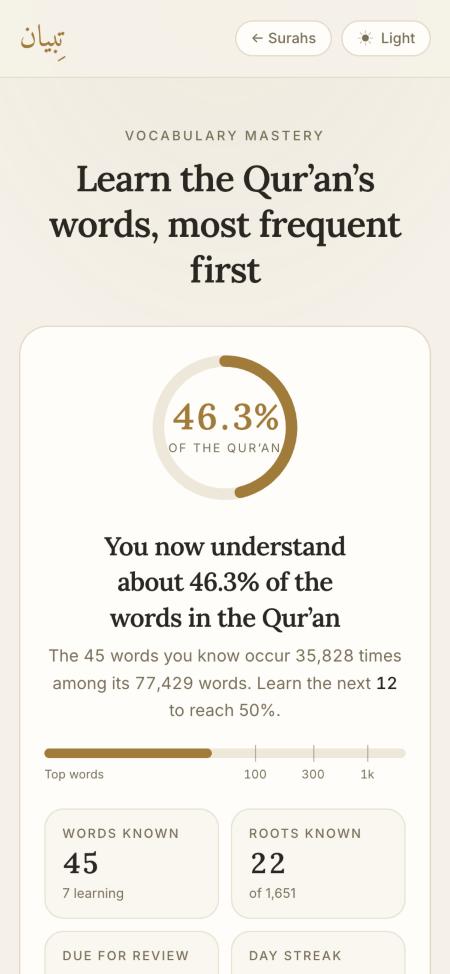 تِبيان
← Surahs
Light
VOCABULARY MASTERY
Learn the Qur’an’s
words, most frequent
first
46.3%
OF THE QUR’AN
You now understand
about 46.3% of the
words in the Qur’an
The 45 words you know occur 35,828 times
among its 77,429 words. Learn the next 12
to reach 50%.
Top words 100 300 1k
WORDS KNOWN
45
7 learning
ROOTS KNOWN
22
of 1,651
DUE FOR REVIEW
DAY STREAK